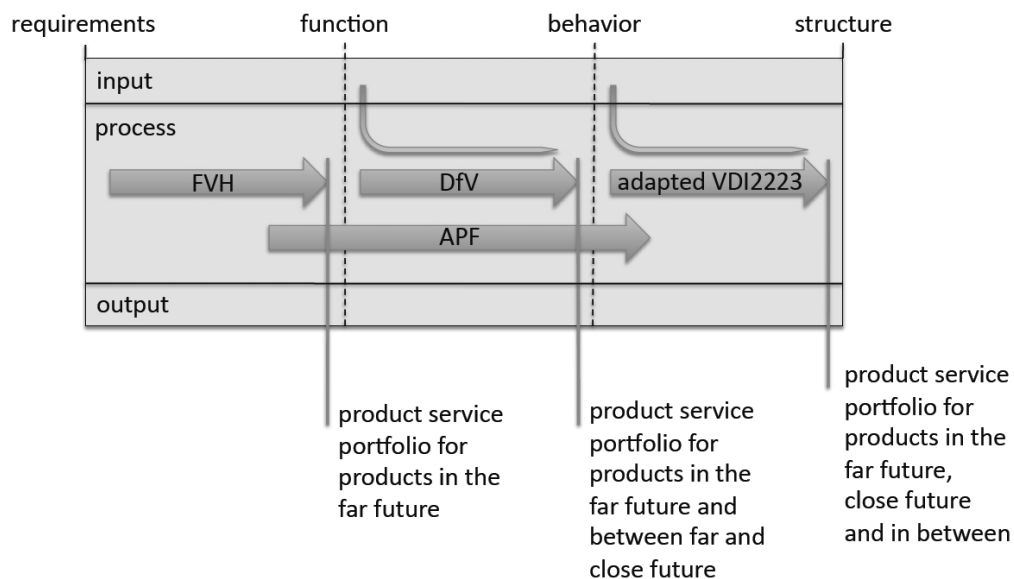 requirements
function
behavior
structure
input
process
FVH
DfV
adapted VDI2223
APF
output
product service
portfolio for
products in the
far future
product service
portfolio for
products in the
far future and
between far and
close future
product service
portfolio for
products in the
far future,
close future
and in between